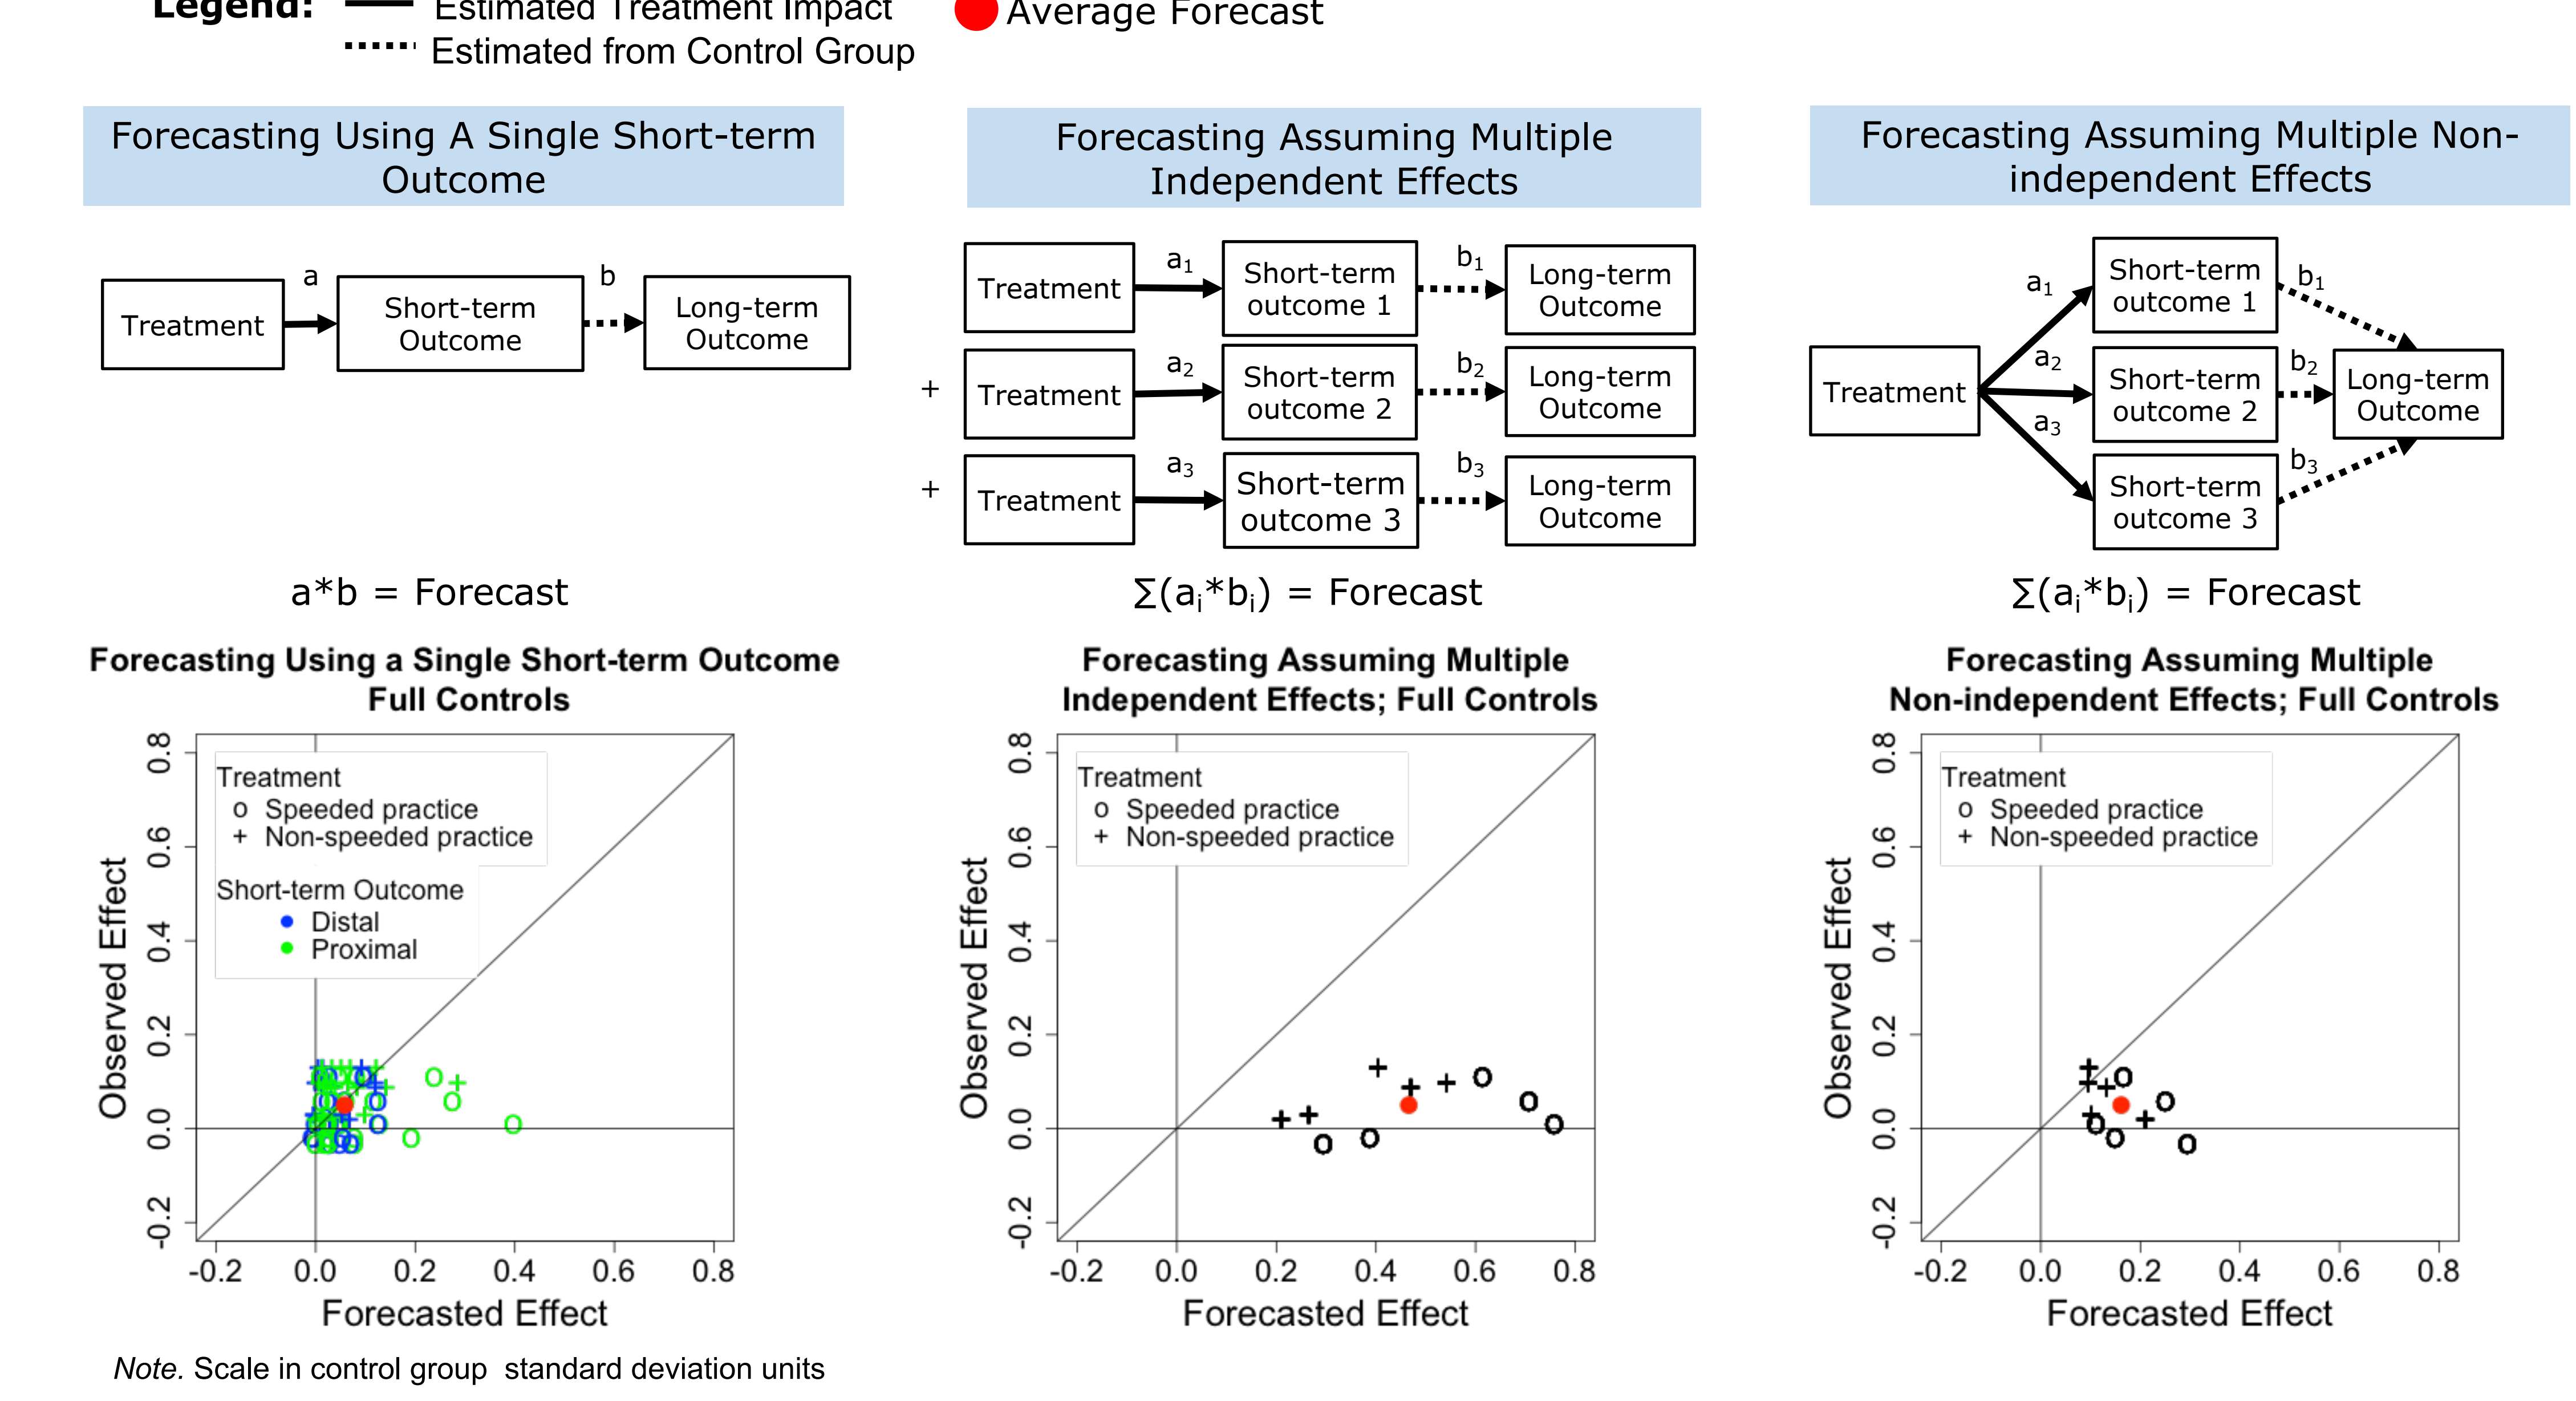 Legend: Estimated Treatment Impact Average Forecast
Estimated from Control Group
Forecasting Using A Single Short-term
Outcome
Forecasting Assuming Multiple
Independent Effects
Forecasting Assuming Multiple Non-
independent Effects
a b
Treatment
Short-term
Outcome
Long-term
Outcome
a1 b1
Treatment
Short-term
outcome 1
Long-term
Outcome
a2 b2
+ Treatment
Short-term
outcome 2
Long-term
Outcome
a3 b3
+ Treatment
Short-term
outcome 3
Long-term
Outcome
Treatment
a1
a2
a3
Short-term
outcome 1
Short-term
outcome 2
Short-term
outcome 3
b1
b2
b3
Long-term
Outcome
a*b = Forecast
∑(ai*bi) = Forecast
∑(ai*bi) = Forecast
Forecasting Using a Single Short-term Outcome
Full Controls
Treatment
o Speeded practice
+ Non-speeded practice
Short-term Outcome
Distal
Proximal
Observed Effect
0.8
0.6
0.4
0.2
0.0
-0.2
-0.2 0.0 0.2 0.4 0.6 0.8
Forecasted Effect
Forecasting Assuming Multiple
Independent Effects; Full Controls
Treatment
o Speeded practice
+ Non-speeded practice
Observed Effect
0.8
0.6
0.4
0.2
0.0
-0.2
-0.2 0.0 0.2 0.4 0.6 0.8
Forecasted Effect
Forecasting Assuming Multiple
Non-independent Effects; Full Controls
Treatment
o Speeded practice
+ Non-speeded practice
Observed Effect
0.8
0.6
0.4
0.2
0.0
-0.2
-0.2 0.0 0.2 0.4 0.6 0.8
Forecasted Effect
Note. Scale in control group standard deviation units